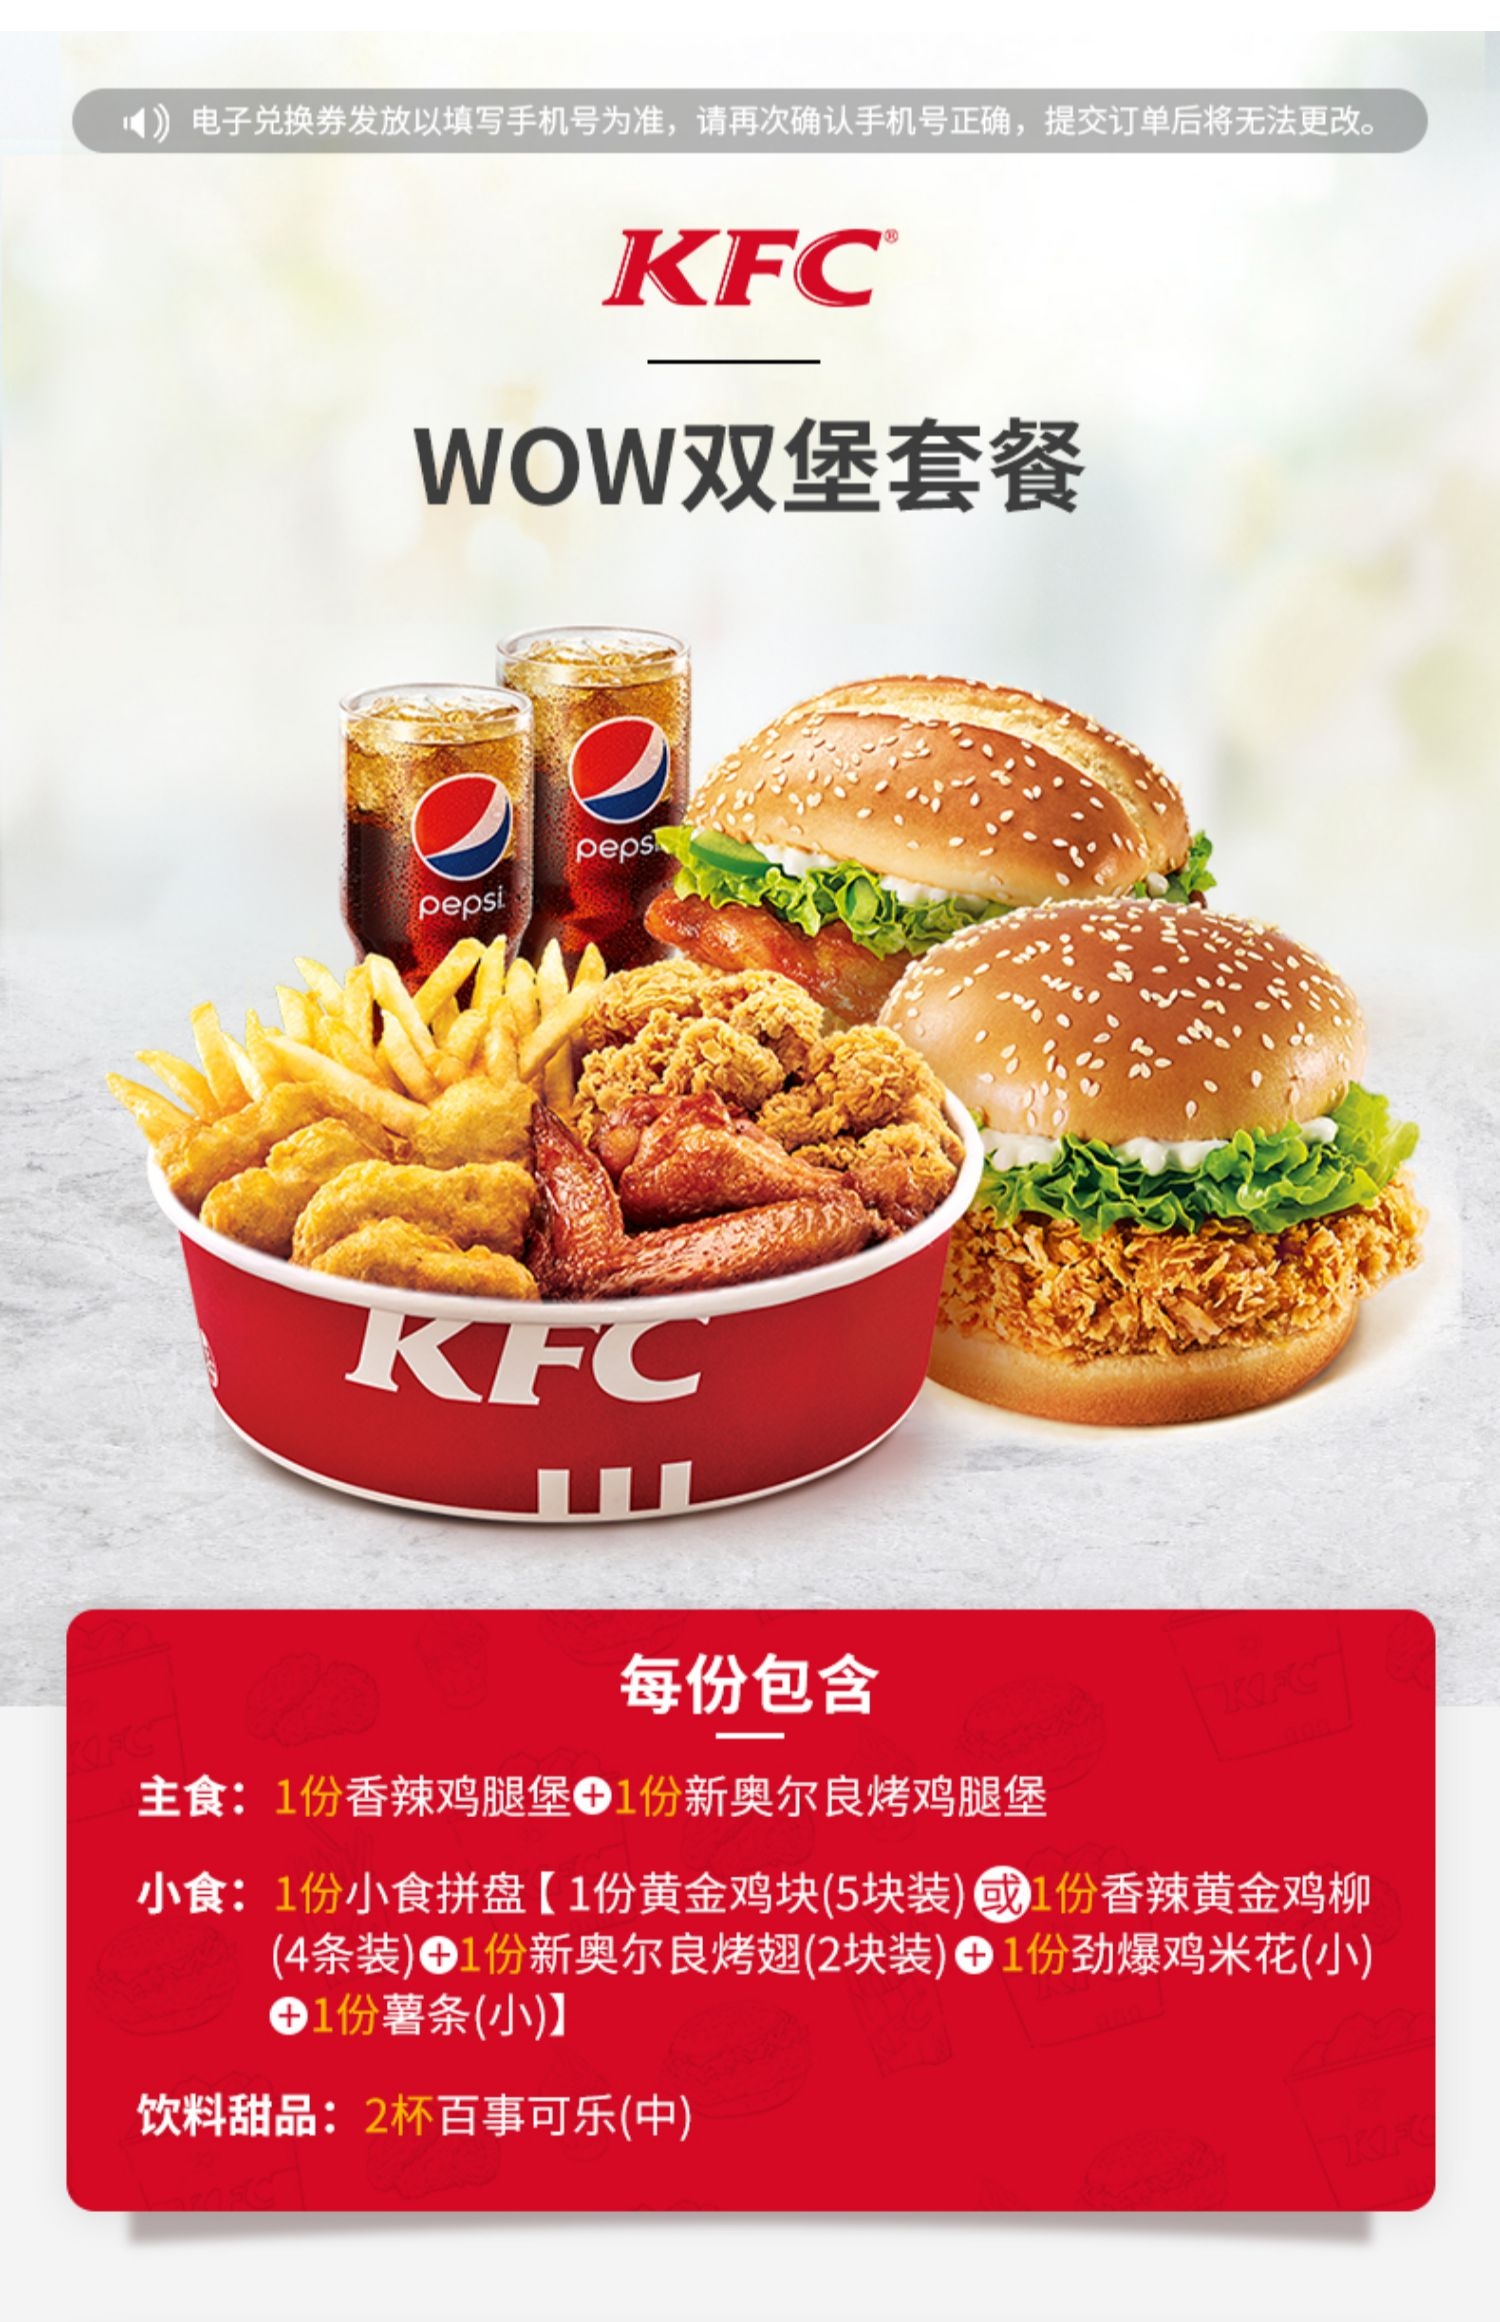 电子兑换券发放以填写手机号为准，请再次确认手机号正确，提交订单后将无法更改。
KFC®
WOW双堡套餐
pepsi
pepsi
KFC
每份包含
主食：1份香辣鸡腿堡+1份新奥尔良烤鸡腿堡
小食：1份小食拼盘【1份黄金鸡块(5块装)或1份香辣黄金鸡柳
(4条装)+1份新奥尔良烤翅(2块装)+1份劲爆鸡米花(小)
+1份薯条(小)】
饮料甜品：2杯百事可乐(中)